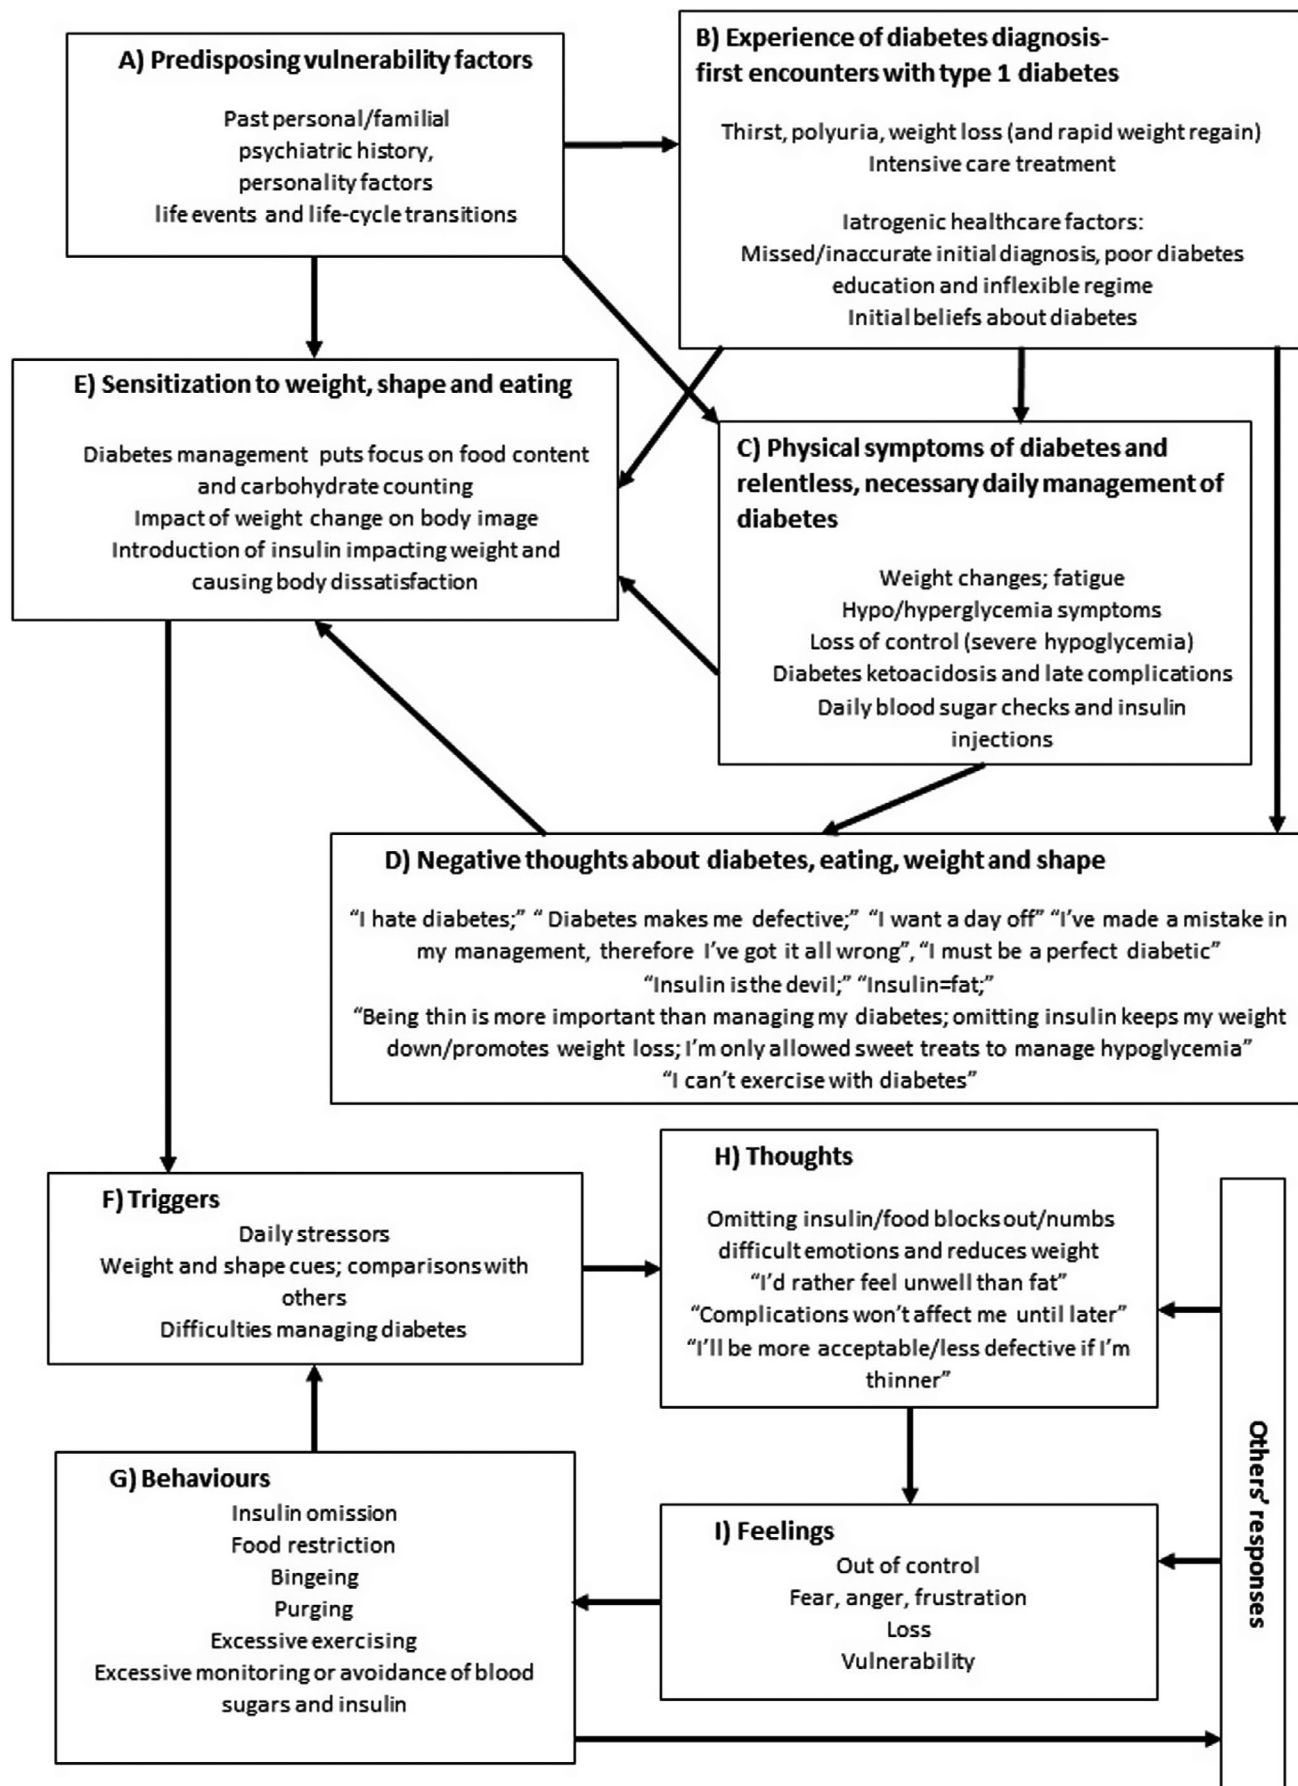 A) Predisposing vulnerability factors
Past personal/familial
psychiatric history,
personality factors
life events and life-cycle transitions
B) Experience of diabetes diagnosis-
first encounters with type 1 diabetes
Thirst, polyuria, weight loss (and rapid weight regain)
Intensive care treatment
Iatrogenic healthcare factors:
Missed/inaccurate initial diagnosis, poor diabetes
education and inflexible regime
Initial beliefs about diabetes
E) Sensitization to weight, shape and eating
Diabetes management puts focus on food content
and carbohydrate counting
Impact of weight change on body image
Introduction of insulin impacting weight and
causing body dissatisfaction
C) Physical symptoms of diabetes and
relentless, necessary daily management of
diabetes
Weight changes; fatigue
Hypo/hyperglycemia symptoms
Loss of control (severe hypoglycemia)
Diabetes ketoacidosis and late complications
Daily blood sugar checks and insulin
injections
D) Negative thoughts about diabetes, eating, weight and shape
“I hate diabetes;” “ Diabetes makes me defective;” “I want a day off” “I’ve made a mistake in
my management, therefore I’ve got it all wrong”, “I must be a perfect diabetic”
“Insulin is the devil;” “Insulin=fat;”
“Being thin is more important than managing my diabetes; omitting insulin keeps my weight
down/promotes weight loss; I’m only allowed sweet treats to manage hypoglycemia”
“I can’t exercise with diabetes”
F) Triggers
Daily stressors
Weight and shape cues; comparisons with
others
Difficulties managing diabetes
H) Thoughts
Omitting insulin/food blocks out/numbs
difficult emotions and reduces weight
“I’d rather feel unwell than fat”
“Complications won’t affect me until later”
“I’ll be more acceptable/less defective if I’m
thinner”
G) Behaviours
Insulin omission
Food restriction
Bingeing
Purging
Excessive exercising
Excessive monitoring or avoidance of blood
sugars and insulin
I) Feelings
Out of control
Fear, anger, frustration
Loss
Vulnerability
Others’ responses